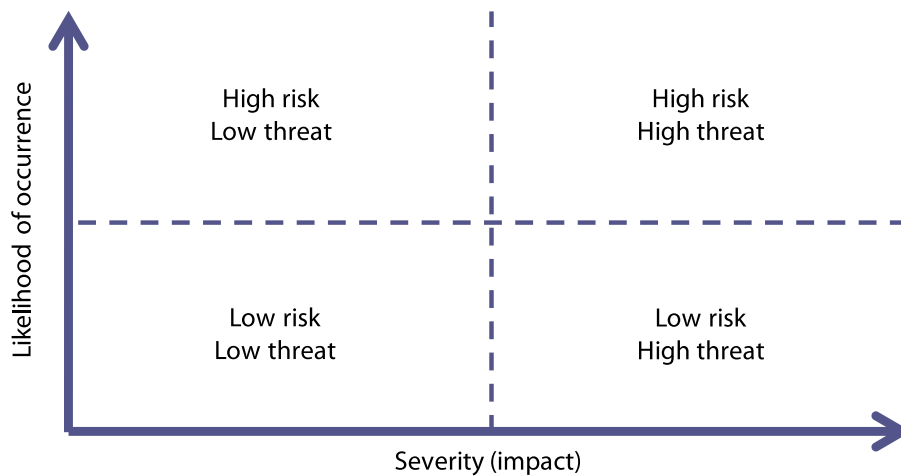 Likelihood of occurrence
High risk
Low threat
High risk
High threat
Low risk
Low threat
Low risk
High threat
Severity (impact)